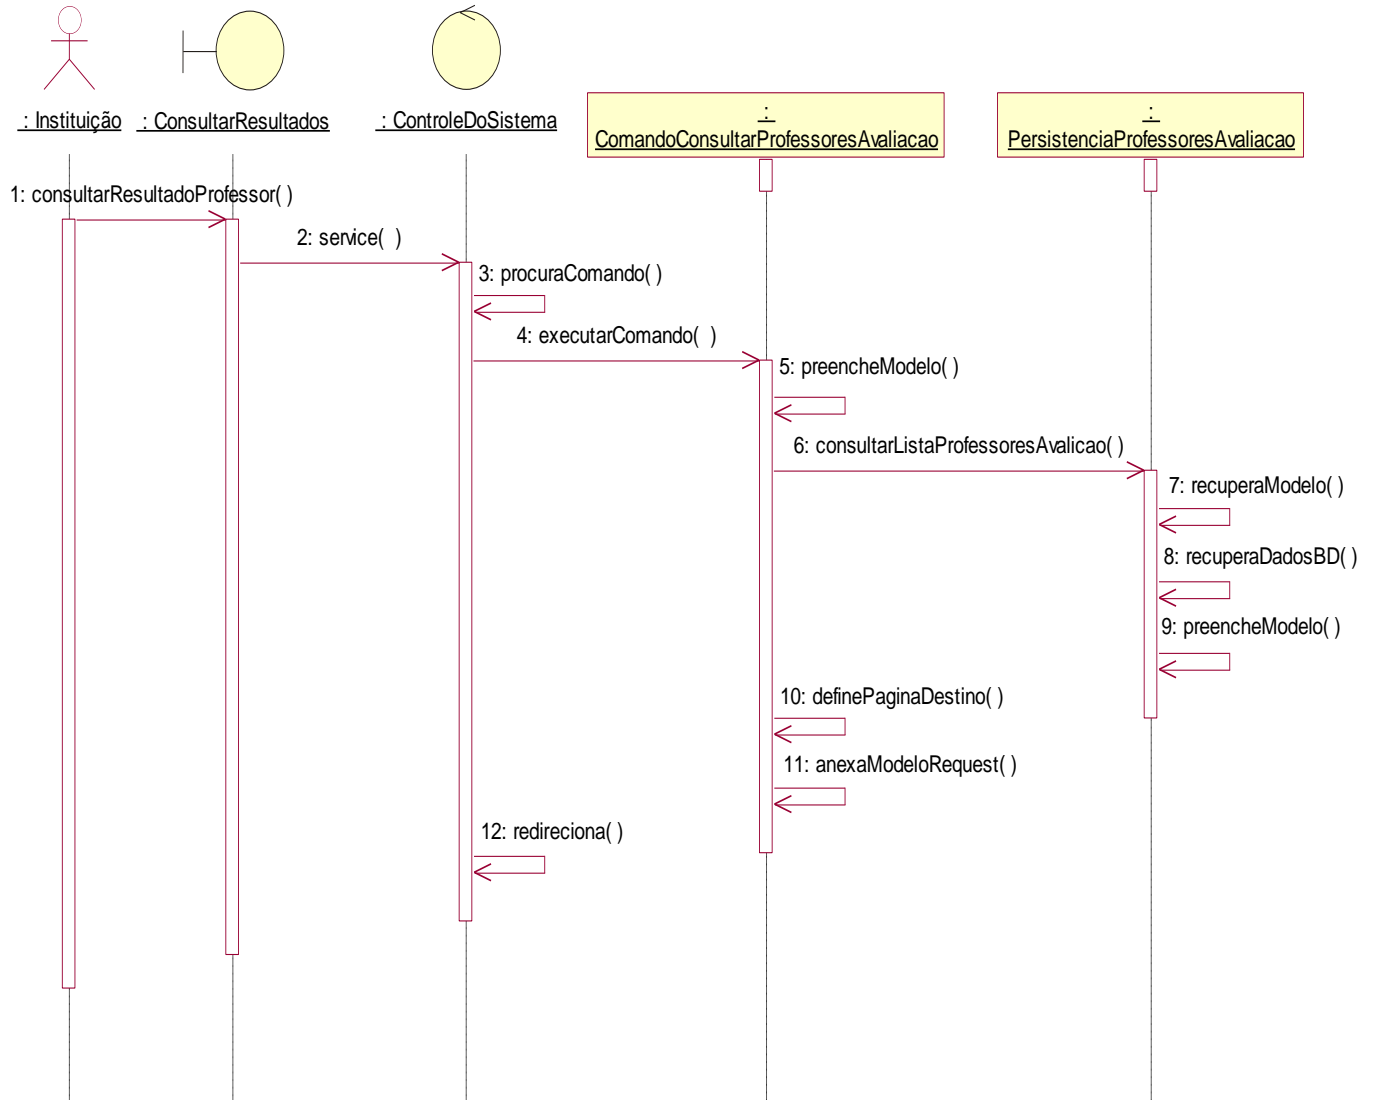 : Instituição
: ConsultarResultados
: ControleDoSistema
:
ComandoConsultarProfessoresAvaliacao
:
PersistenciaProfessoresAvaliacao
1: consultarResultadoProfessor( )
2: service(  )
3: procuraComando( )
4: executarComando(  )
5: preencheModelo( )
6: consultarListaProfessoresAvalicao( )
7: recuperaModelo( )
8: recuperaDadosBD( )
9: preencheModelo( )
10: definePaginaDestino( )
11: anexaModeloRequest( )
12: redireciona( )